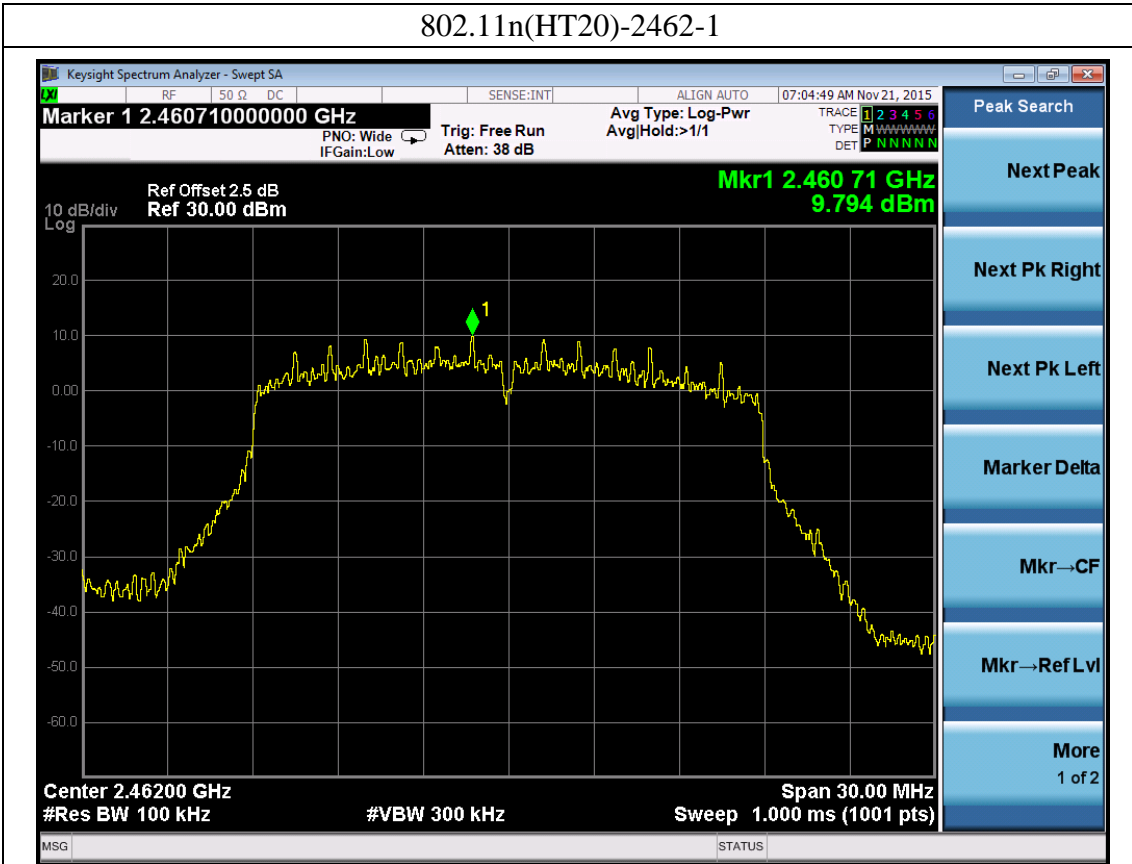 802.11n(HT20)-2462-1
Keysight Spectrum Analyzer - Swept SA
LXI RF 50 Ω DC SENSE:INT ALIGN AUTO 07:04:49 AM Nov 21, 2015
Marker 1 2.460710000000 GHz
PNO: Wide
IFGain:Low
Trig: Free Run
Atten: 38 dB
Avg Type: Log-Pwr
Avg|Hold:>1/1
TRACE 1 2 3 4 5 6
TYPE M WWWWW
DET P N N N N N
Peak Search
Next Peak
Next Pk Right
Next Pk Left
Marker Delta
Mkr→CF
Mkr→Ref Lvl
More
1 of 2
Mkr1 2.460 71 GHz
9.794 dBm
Ref Offset 2.5 dB
10 dB/div Ref 30.00 dBm
Log
1
20.0
10.0
0.00
-10.0
-20.0
-30.0
-40.0
-50.0
-60.0
Center 2.46200 GHz Span 30.00 MHz
#Res BW 100 kHz #VBW 300 kHz Sweep 1.000 ms (1001 pts)
MSG STATUS